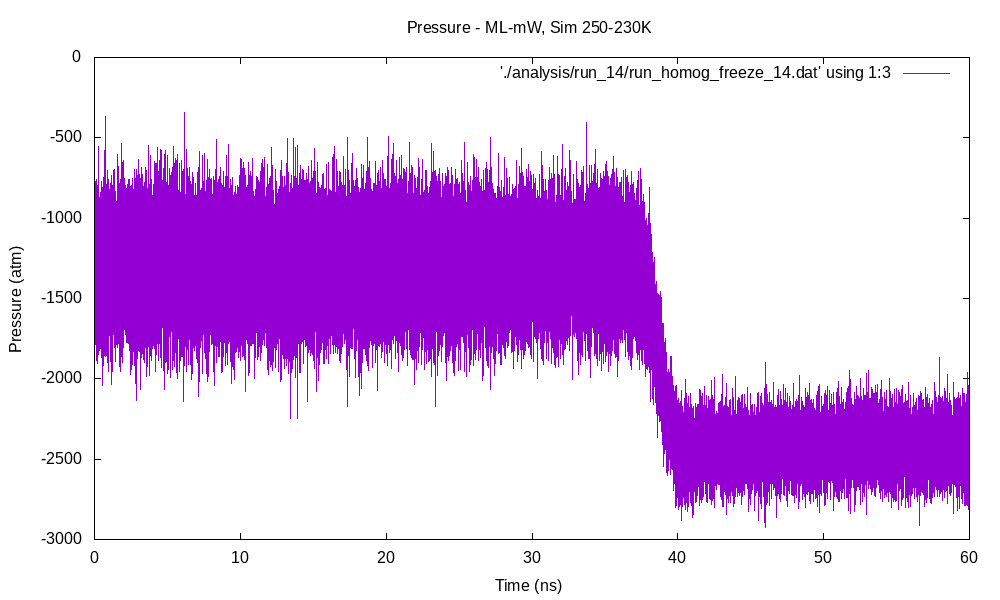 Pressure - ML-mW, Sim 250-230K
'./analysis/run_14/run_homog_freeze_14.dat' using 1:3
0
-500
-1000
-1500
-2000
-2500
-3000
Pressure (atm)
0 10 20 30 40 50 60
Time (ns)